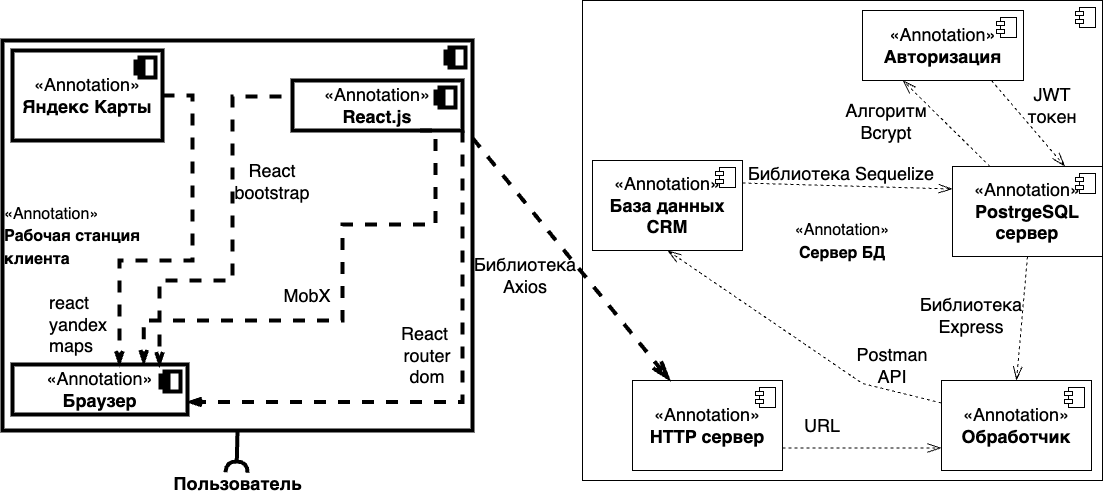 «Annotation»
Яндекс Карты
«Annotation»
React.js
React
bootstrap
«Annotation»
Рабочая станция
клиента
MobX
react
yandex
maps
React
router
dom
«Annotation»
Браузер
Пользователь
Библиотека
Axios
«Annotation»
Авторизация
Алгоритм
Bcrypt
JWT
токен
«Annotation»
База данных
CRM
Библиотека Sequelize
«Annotation»
PostrgeSQL
сервер
«Annotation»
Сервер БД
Библиотека
Express
Postman
API
«Annotation»
HTTP сервер
URL
«Annotation»
Обработчик